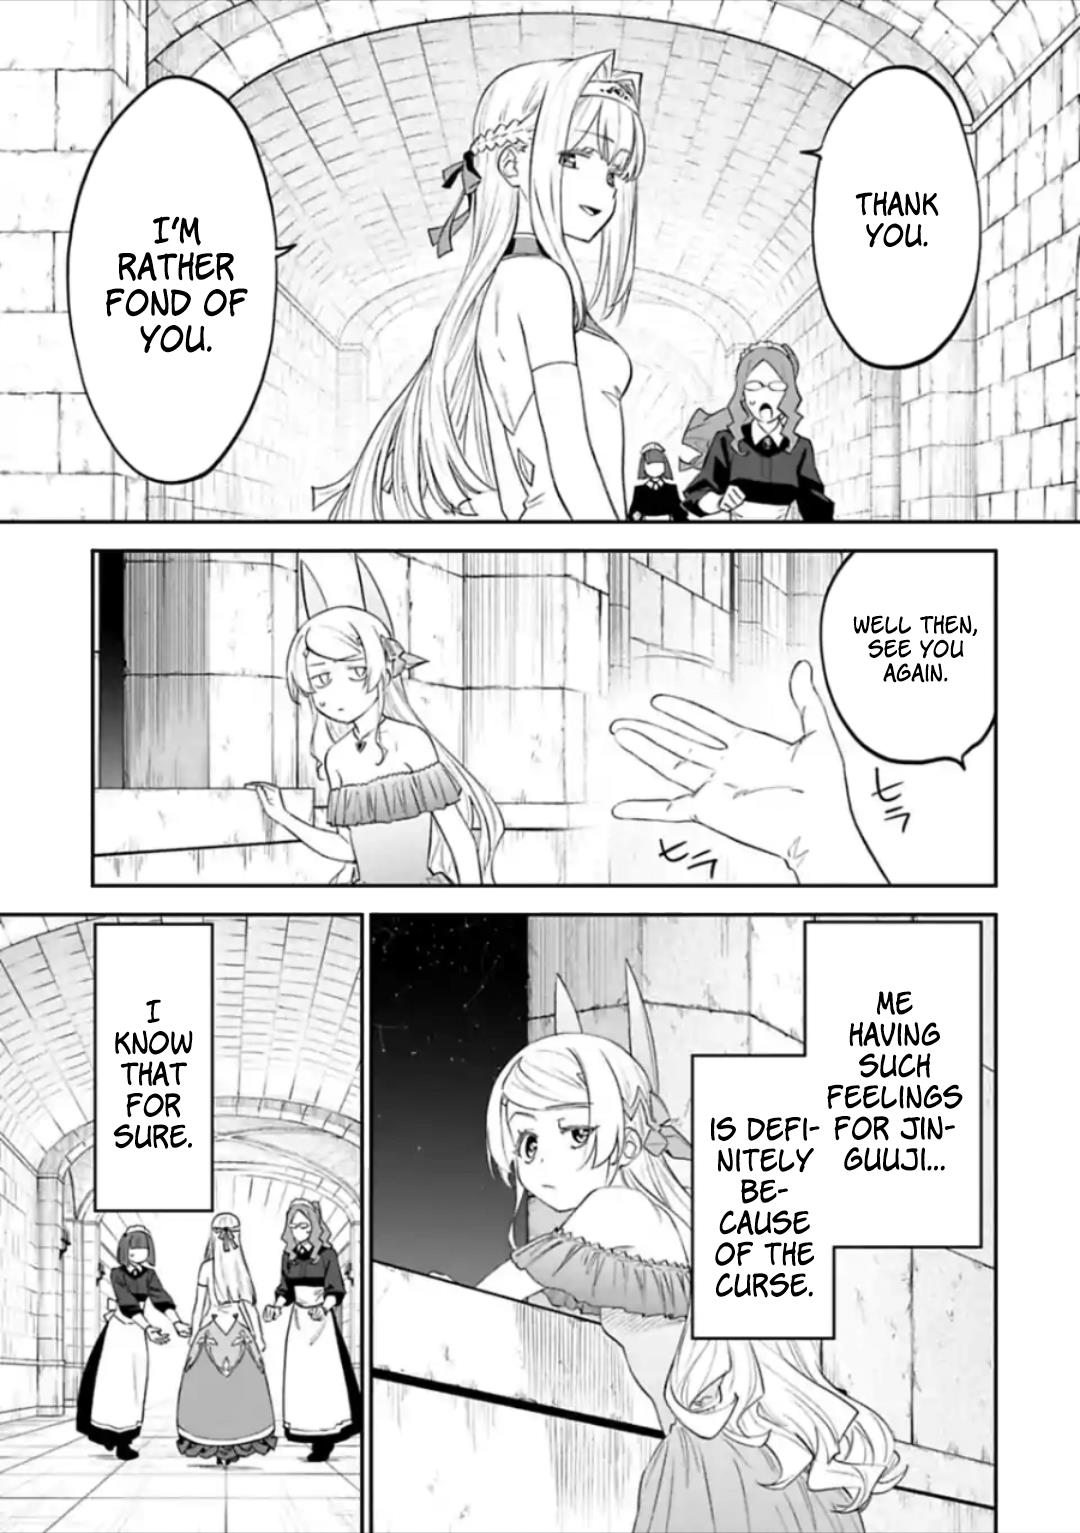 THANK
YOU.
I'M
RATHER
FOND OF
YOU.
WELL THEN,
SEE YOU
AGAIN.
ヒラ
ヒラ
ME
HAVING
SUCH
FEELINGS
FOR JIN-
GUUJI...
IS DEFI-
NITELY
BE-
CAUSE
OF THE
CURSE.
I
KNOW
THAT
FOR
SURE.